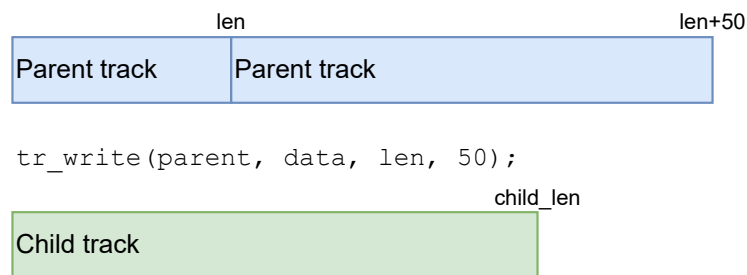 len len+50
Parent track Parent track
tr_write(parent, data, len, 50);
child_len
Child track